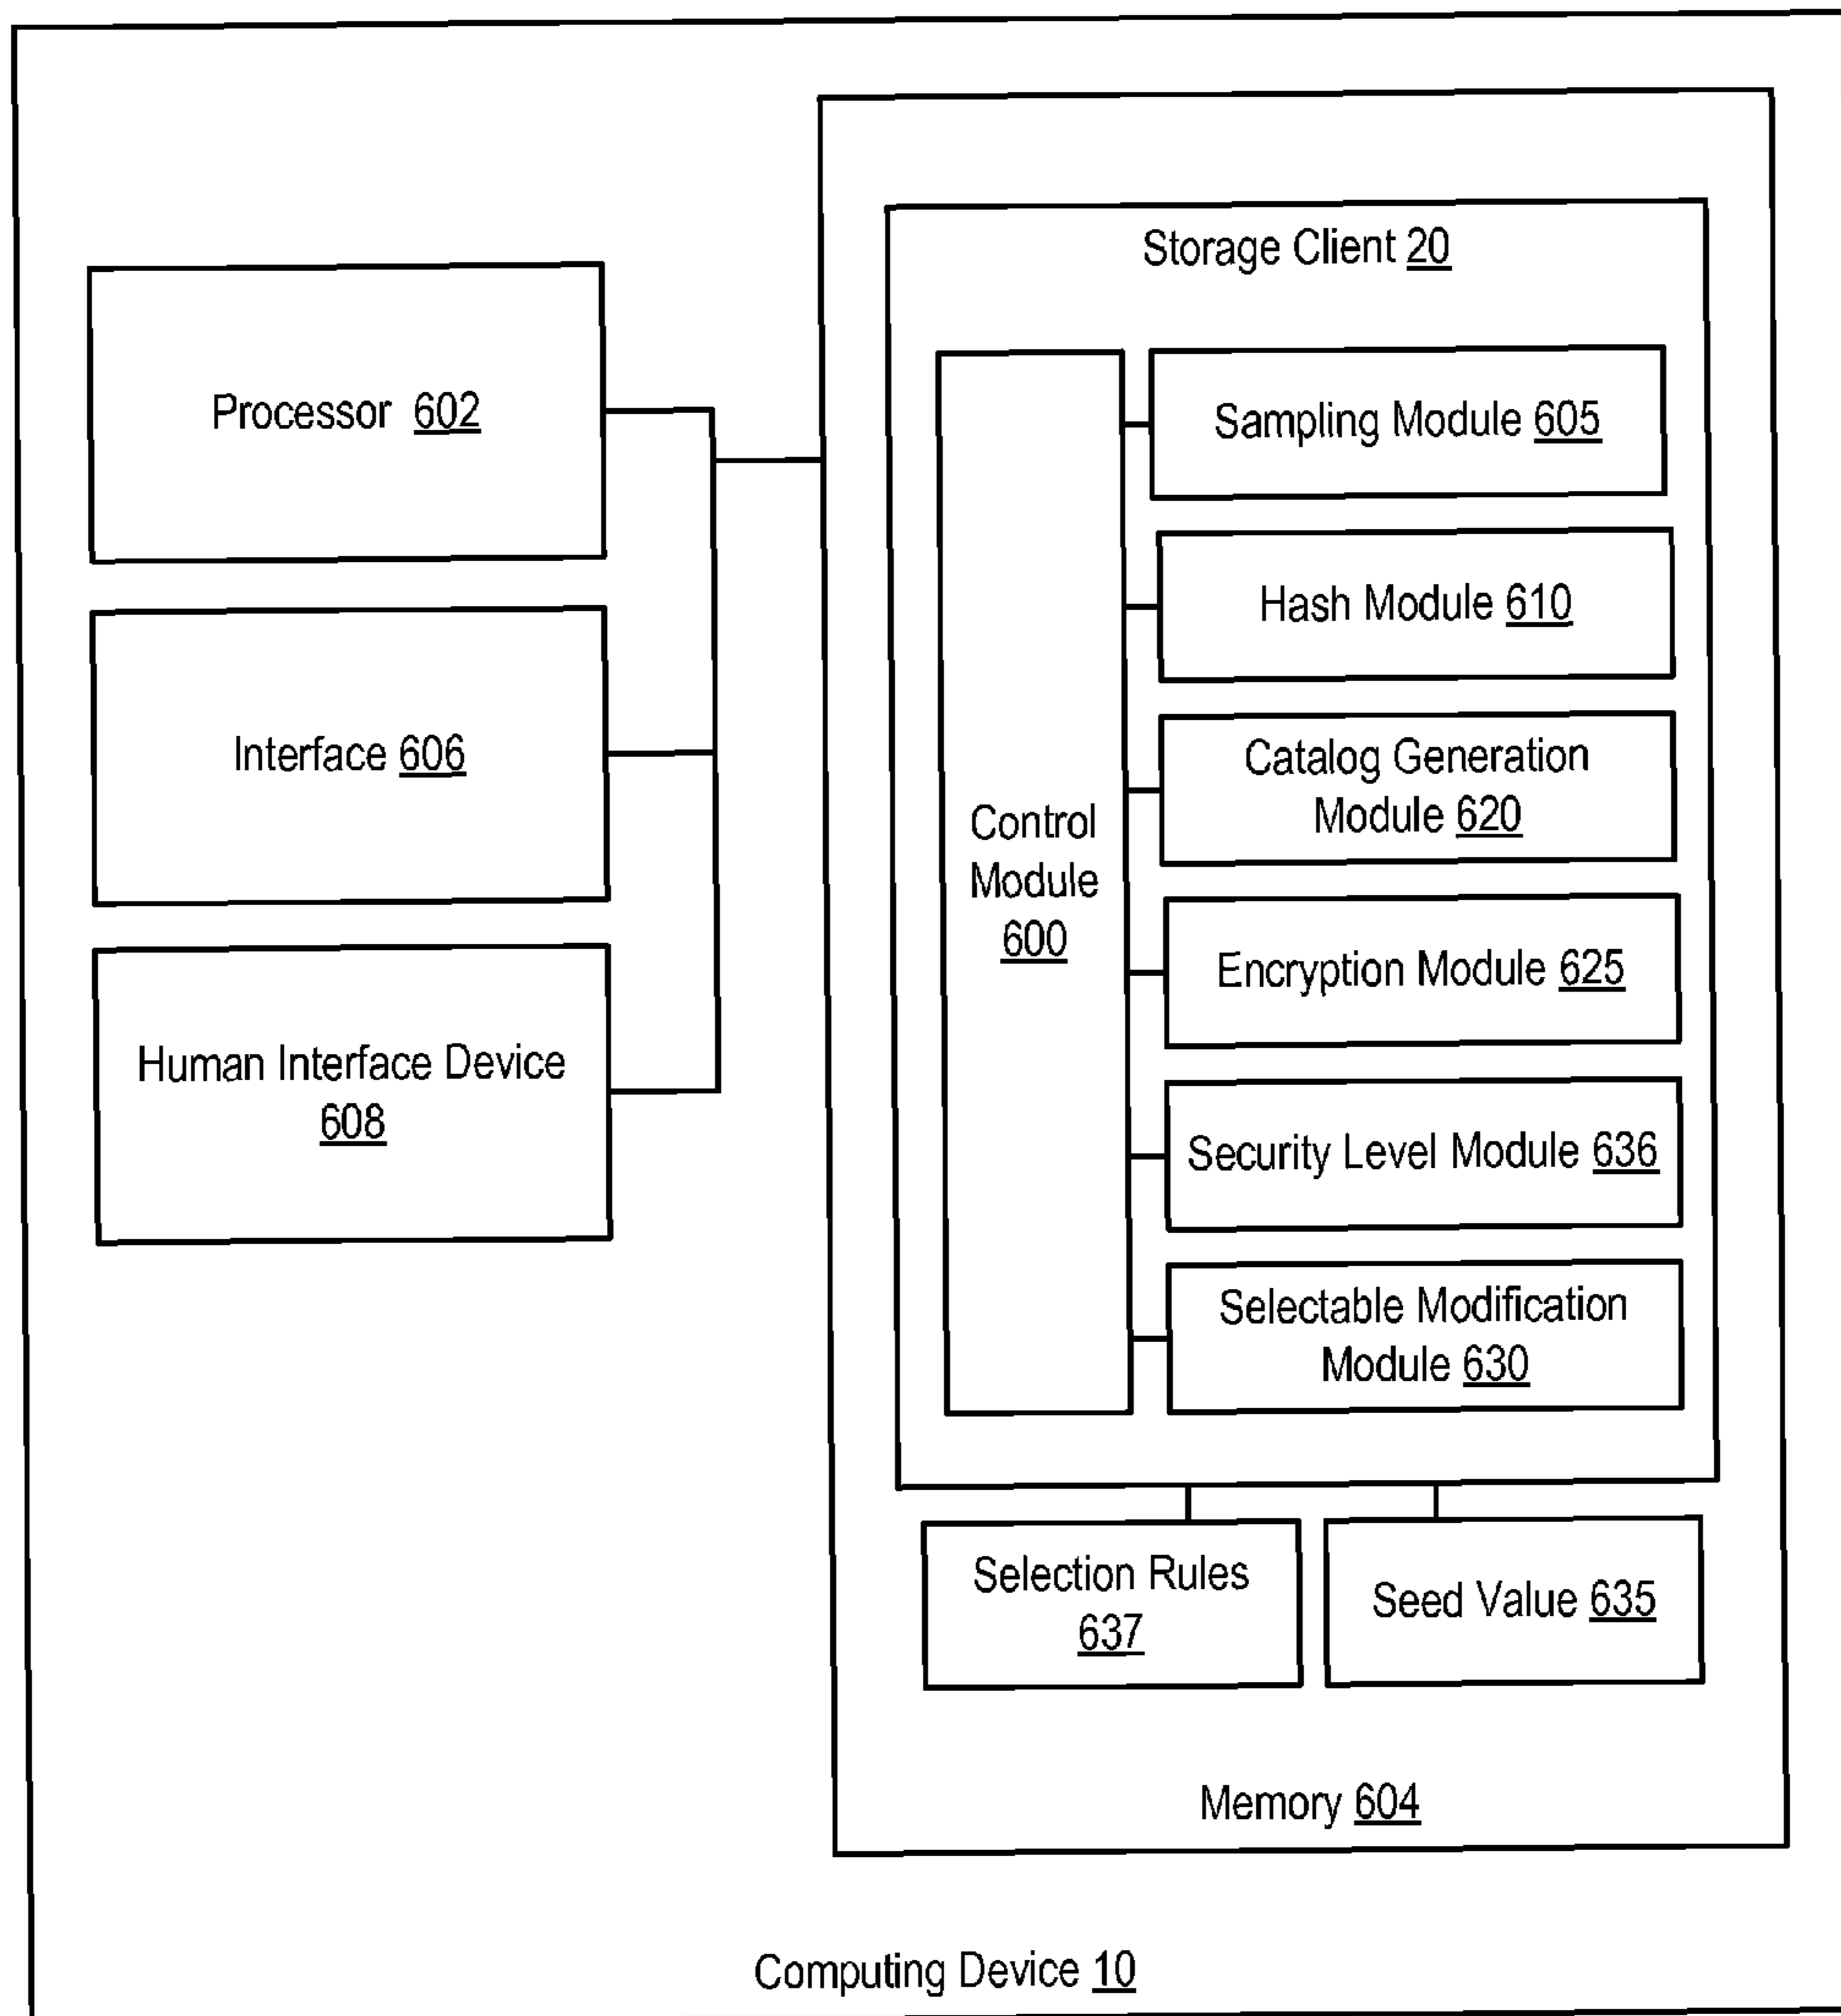 Processor 602
Interface 606
Human Interface Device
608
Storage Client 20
Control
Module
600
Sampling Module 605
Hash Module 610
Catalog Generation
Module 620
Encryption Module 625
Security Level Module 636
Selectable Modification
Module 630
Selection Rules
637
Seed Value 635
Memory 604
Computing Device 10